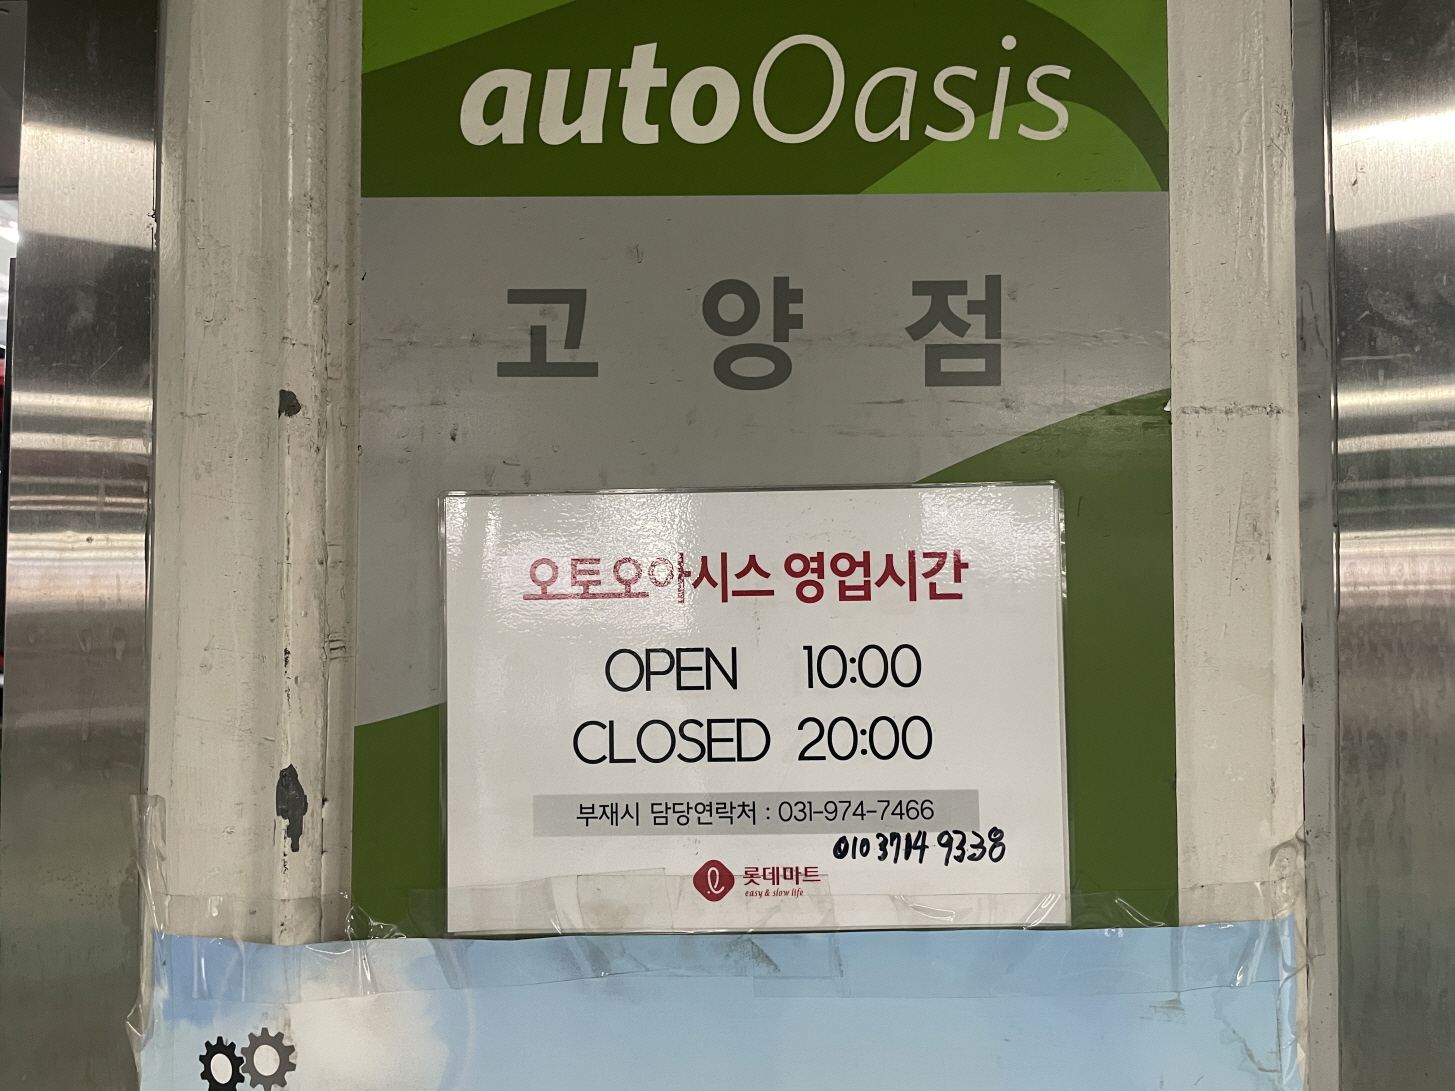 autoOasis
고양점
오토오아시스 영업시간
OPEN 10:00
CLOSED 20:00
부재시 담당연락처 : 031-974-7466
010 3714 9338
롯데마트
easy & slow life